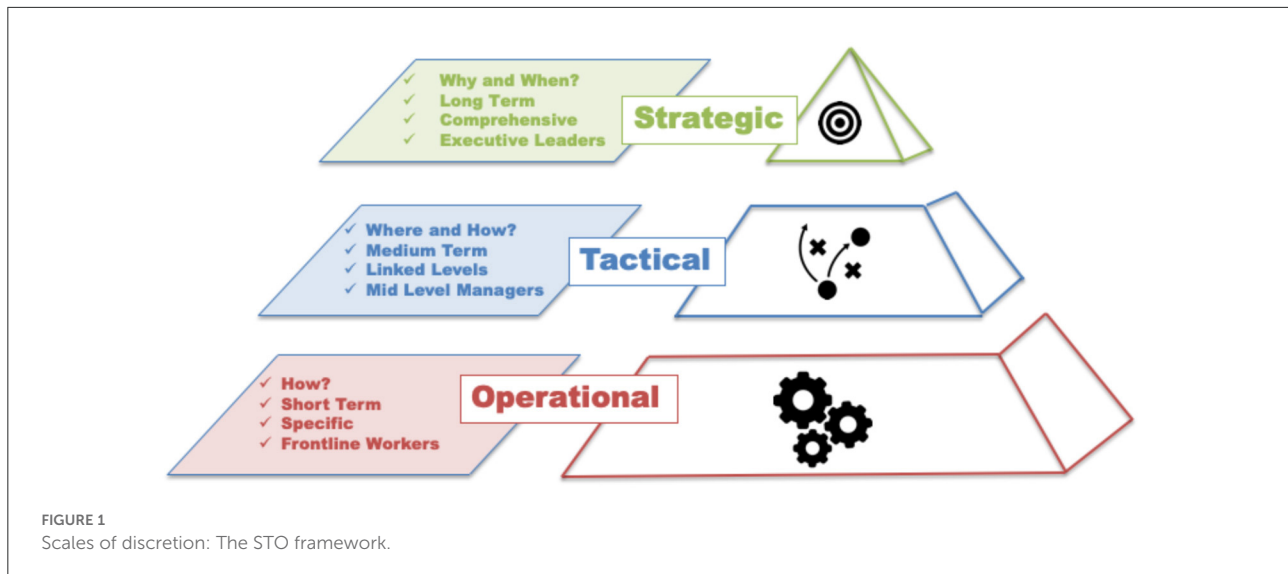 Why and When?
Long Term
Comprehensive
Executive Leaders
Strategic
Where and How?
Medium Term
Linked Levels
Mid Level Managers
Tactical
How?
Short Term
Specific
Frontline Workers
Operational
FIGURE 1
Scales of discretion: The STO framework.